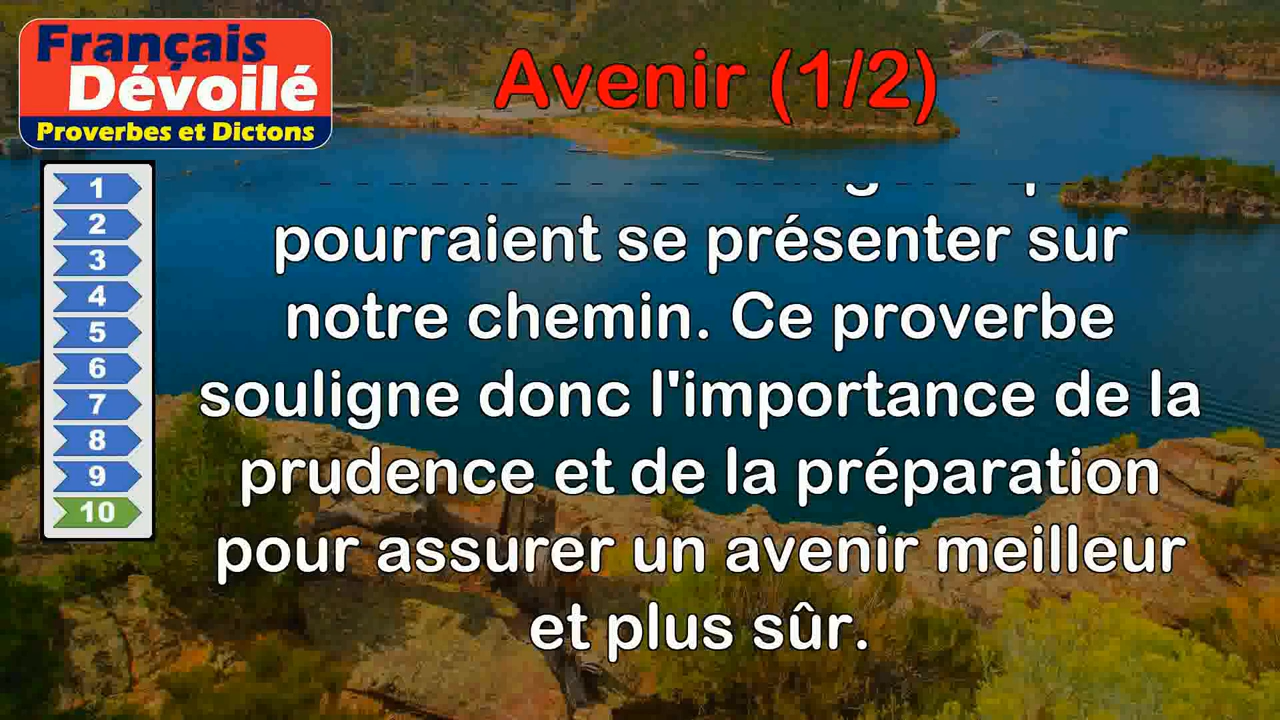 Français
Dévoilé
Proverbes et Dictons
Avenir (1/2)
1
2
3
4
5
6
7
8
9
10
pourraient se présenter sur
notre chemin. Ce proverbe
souligne donc l'importance de la
prudence et de la préparation
pour assurer un avenir meilleur
et plus sûr.